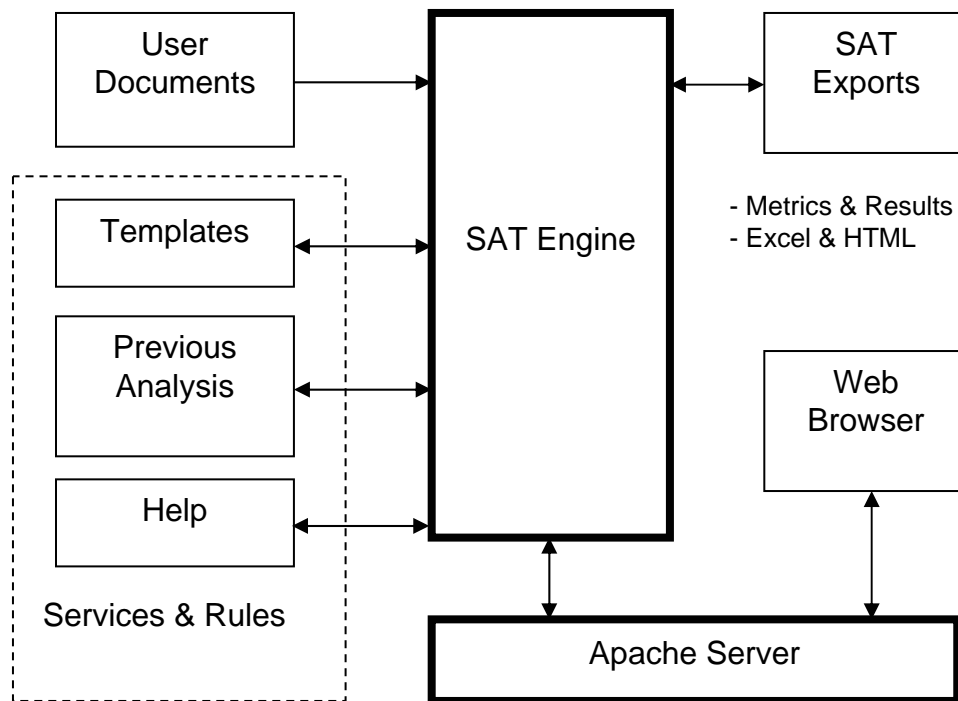 User
Documents
Templates
Previous
Analysis
Help
Services & Rules
SAT Engine
SAT
Exports
- Metrics & Results
- Excel & HTML
Web
Browser
Apache Server